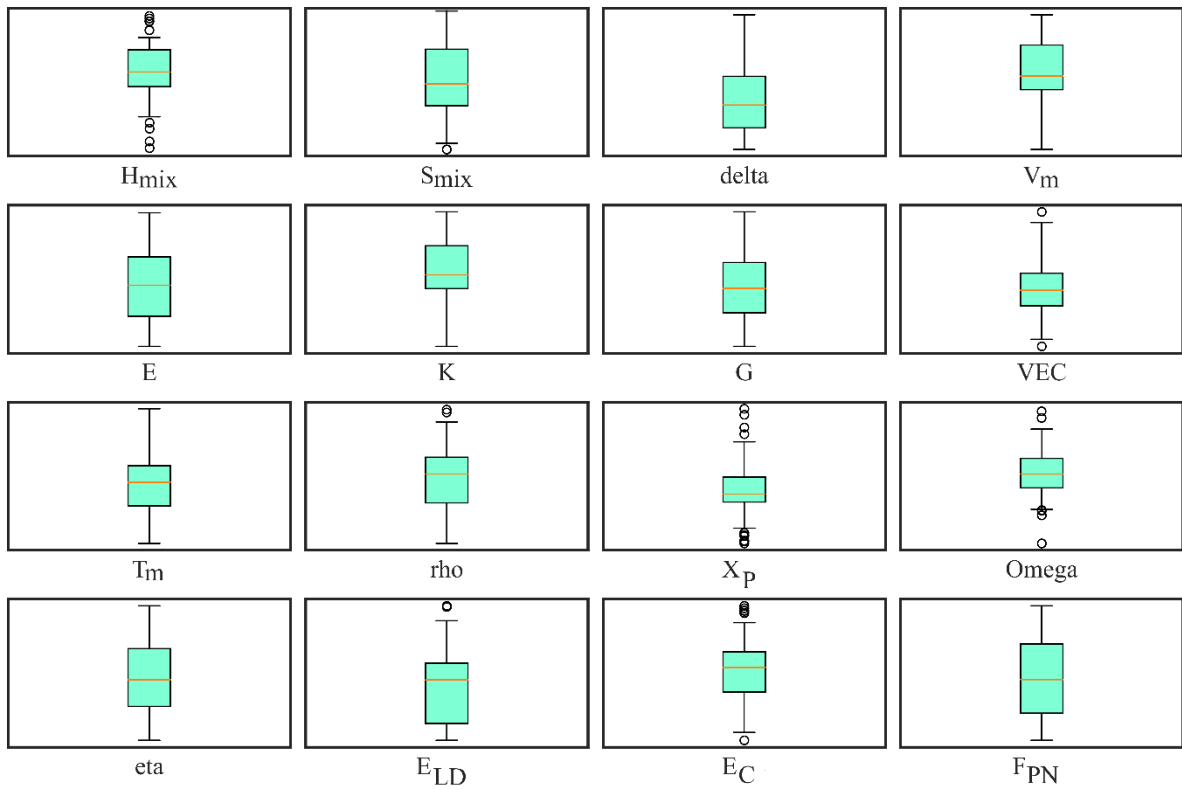 Hmix Smix delta Vm
E K G VEC
Tm rho XP Omega
eta ELD EC FPN